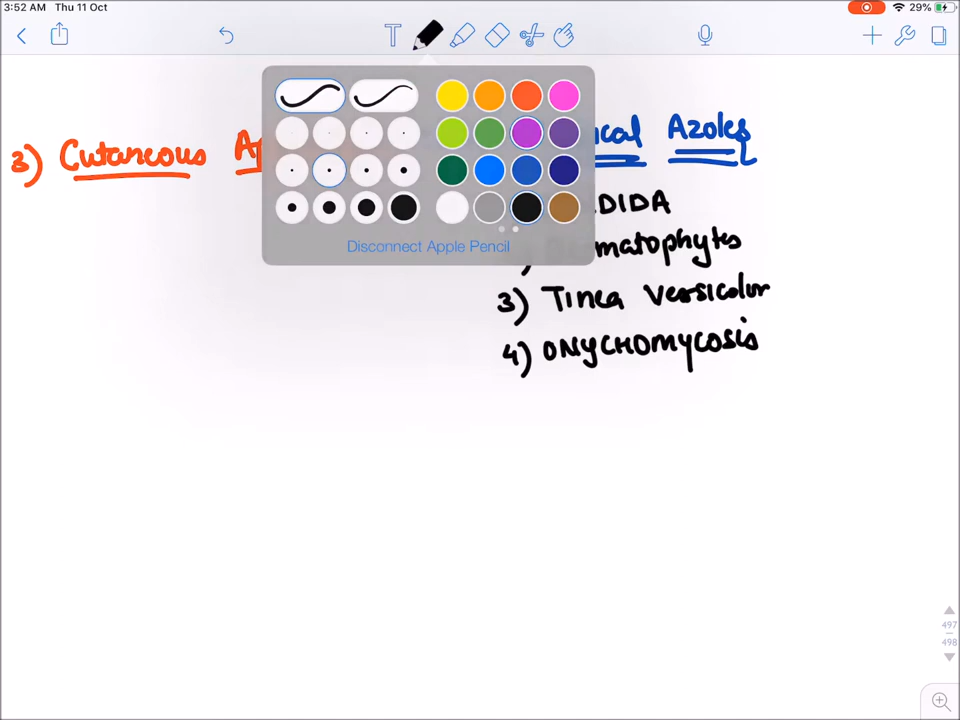 3:52 AM Thu 11 Oct 29%
T
3) Cutaneous
Azoles
Disconnect Apple Pencil
3) Tinea Versicolor
4) ONYCHOMYCOSIS
497
498